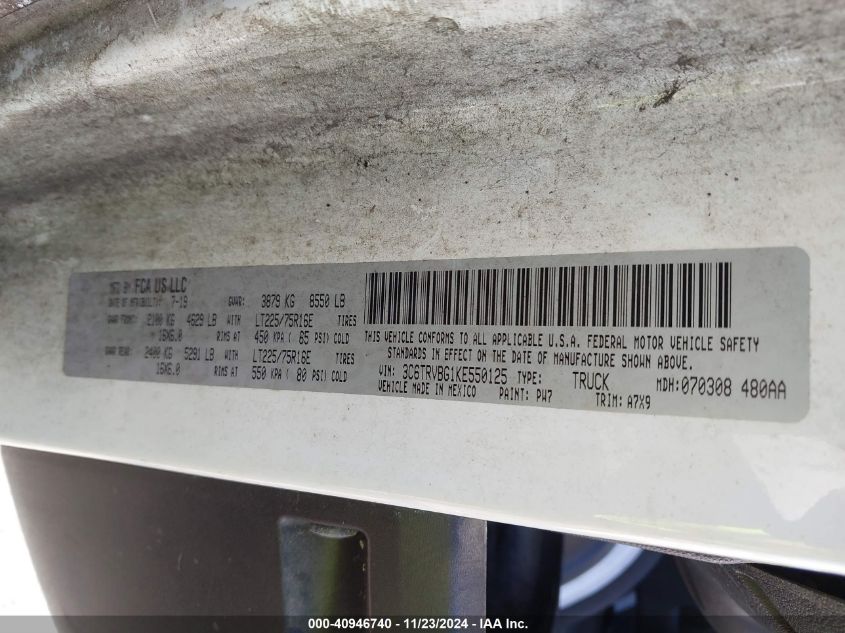 MFD BY FCA US LLC
DATE OF MFR(BILITY): 7-19 GVWR: 3879 KG 8550 LB
GAWR FRONT: 2100 KG 4629 LB WITH LT225/75R16E TIRES
16X6.0 RIMS AT 450 KPA ( 65 PSI) COLD
GAWR REAR: 2400 KG 5291 LB WITH LT225/75R16E TIRES
16X6.0 RIMS AT 550 KPA ( 80 PSI) COLD
THIS VEHICLE CONFORMS TO ALL APPLICABLE U.S.A. FEDERAL MOTOR VEHICLE SAFETY
STANDARDS IN EFFECT ON THE DATE OF MANUFACTURE SHOWN ABOVE.
VIN: 3C6TRVBG1KE550125 TYPE: TRUCK MDH:070308 480AA
VEHICLE MADE IN MEXICO PAINT: PW7 TRIM: A7X9
000-40946740 - 11/23/2024 - IAA Inc.